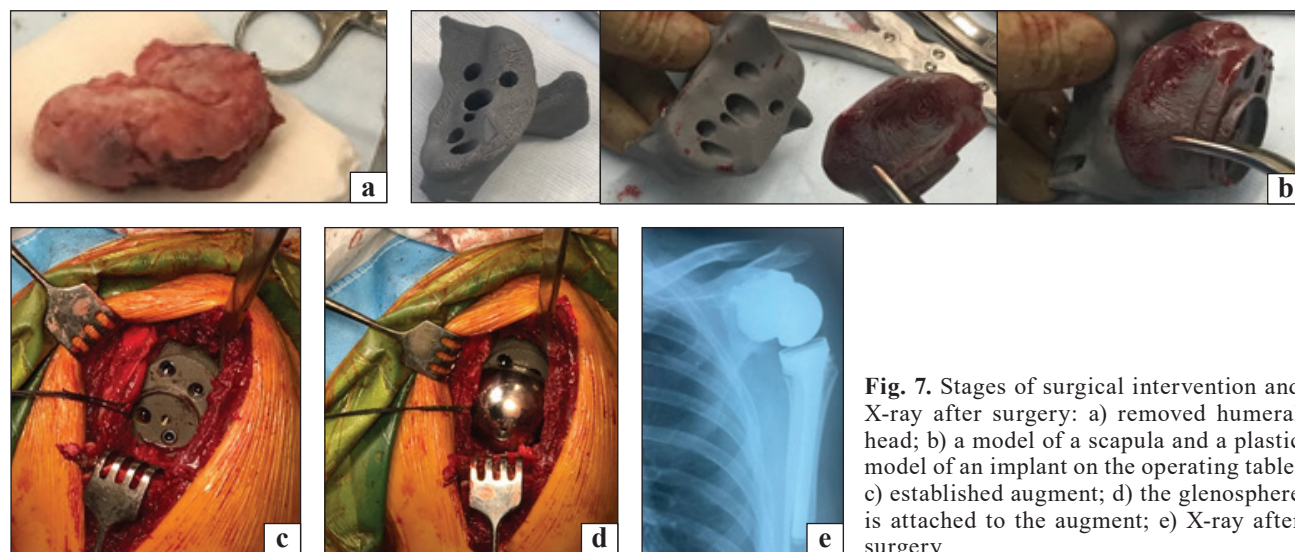 a
b
c
d
e
Fig. 7. Stages of surgical intervention and
X-ray after surgery: a) removed humeral
head; b) a model of a scapula and a plastic
model of an implant on the operating table
c) established augment; d) the glenosphere
is attached to the augment; e) X-ray after
surgery